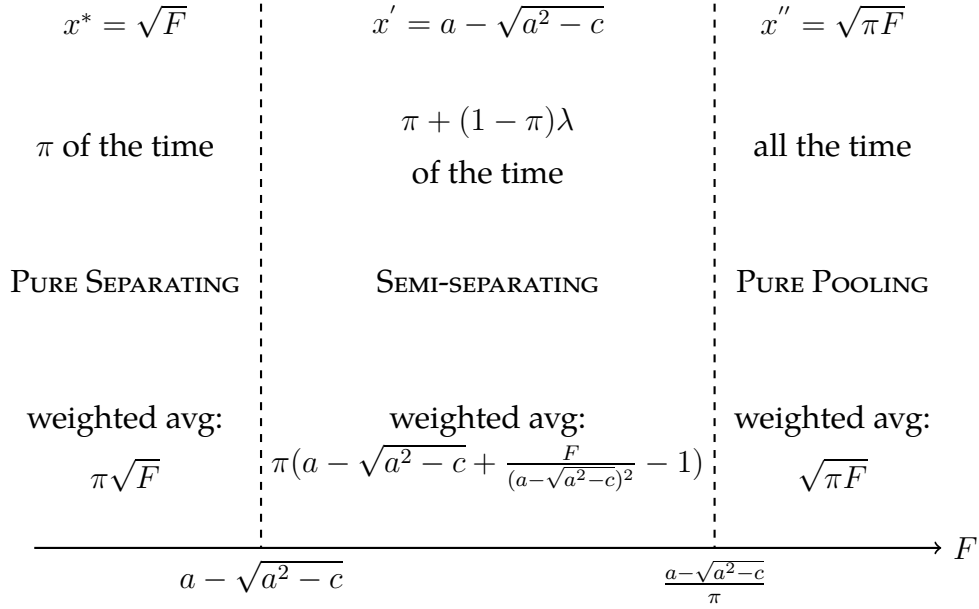 x* = √F
x′ = a − √(a² − c)
x″ = √(πF)
π of the time
π + (1 − π)λ
of the time
all the time
PURE SEPARATING
SEMI-SEPARATING
PURE POOLING
weighted avg:
π√F
weighted avg:
π(a − √(a² − c) + F/(a−√(a²−c))² − 1)
weighted avg:
√(πF)
F
a − √(a² − c)
(a−√(a²−c))/π